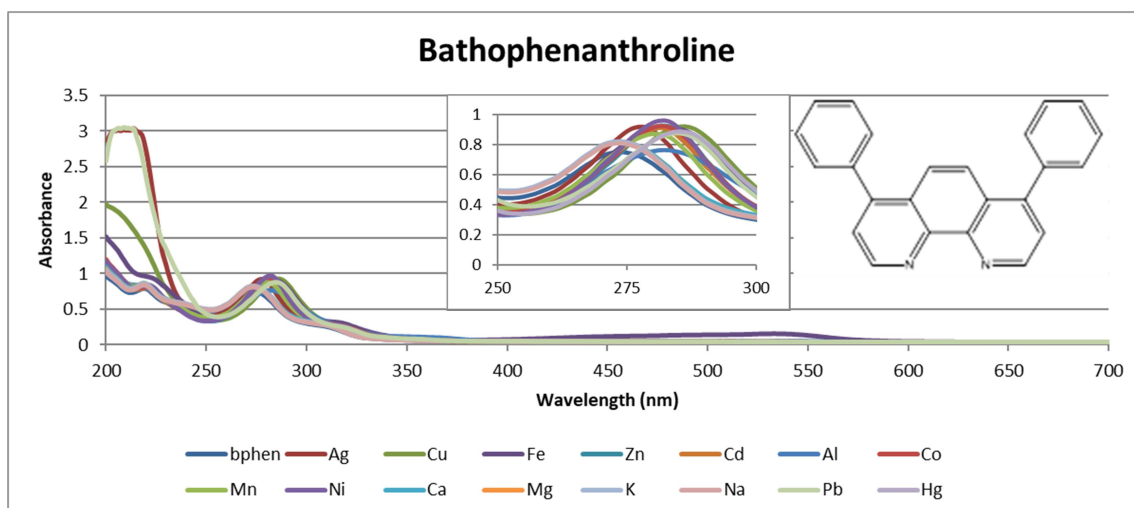 Bathophenanthroline
3.5
3
2.5
2
1.5
1
0.5
0
Absorbance
1
0.8
0.6
0.4
0.2
0
250 275 300
N N
200 250 300 350 400 450 500 550 600 650 700
Wavelength (nm)
bphen Ag Cu Fe Zn Cd Al Co
Mn Ni Ca Mg K Na Pb Hg